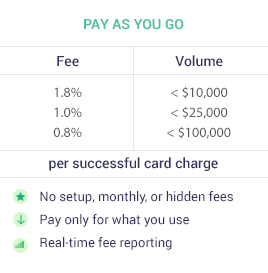 PAY AS YOU GO
Fee Volume
1.8% < $10,000
1.0% < $25,000
0.8% < $100,000
per successful card charge
No setup, monthly, or hidden fees
Pay only for what you use
Real-time fee reporting